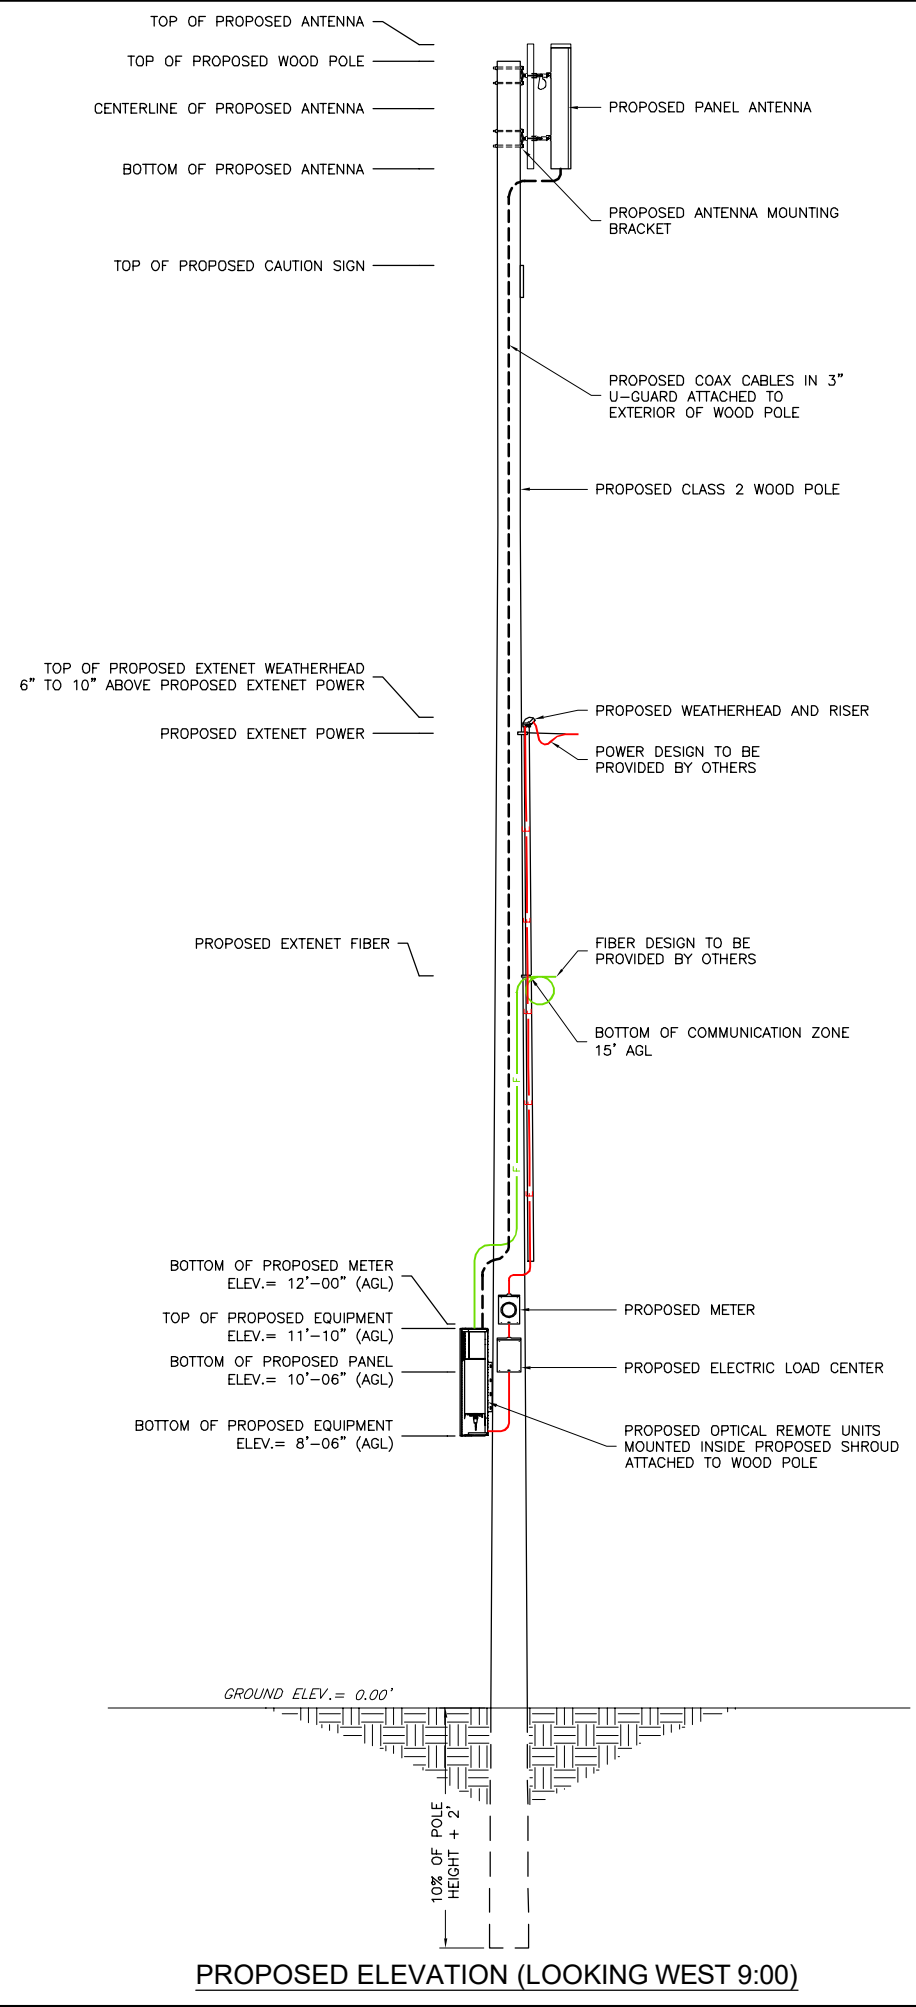 TOP OF PROPOSED ANTENNA
TOP OF PROPOSED WOOD POLE
CENTERLINE OF PROPOSED ANTENNA
PROPOSED PANEL ANTENNA
BOTTOM OF PROPOSED ANTENNA
PROPOSED ANTENNA MOUNTING
BRACKET
TOP OF PROPOSED CAUTION SIGN
PROPOSED COAX CABLES IN 3"
U-GUARD ATTACHED TO
EXTERIOR OF WOOD POLE
PROPOSED CLASS 2 WOOD POLE
TOP OF PROPOSED EXTENET WEATHERHEAD
6" TO 10" ABOVE PROPOSED EXTENET POWER
PROPOSED WEATHERHEAD AND RISER
PROPOSED EXTENET POWER
POWER DESIGN TO BE
PROVIDED BY OTHERS
PROPOSED EXTENET FIBER
FIBER DESIGN TO BE
PROVIDED BY OTHERS
BOTTOM OF COMMUNICATION ZONE
15' AGL
F
F
BOTTOM OF PROPOSED METER
ELEV.= 12'-00" (AGL)
TOP OF PROPOSED EQUIPMENT
ELEV.= 11'-10" (AGL)
PROPOSED METER
BOTTOM OF PROPOSED PANEL
ELEV.= 10'-06" (AGL)
PROPOSED ELECTRIC LOAD CENTER
BOTTOM OF PROPOSED EQUIPMENT
ELEV.= 8'-06" (AGL)
PROPOSED OPTICAL REMOTE UNITS
MOUNTED INSIDE PROPOSED SHROUD
ATTACHED TO WOOD POLE
GROUND ELEV.= 0.00'
10% OF POLE
HEIGHT + 2'
PROPOSED ELEVATION (LOOKING WEST 9:00)